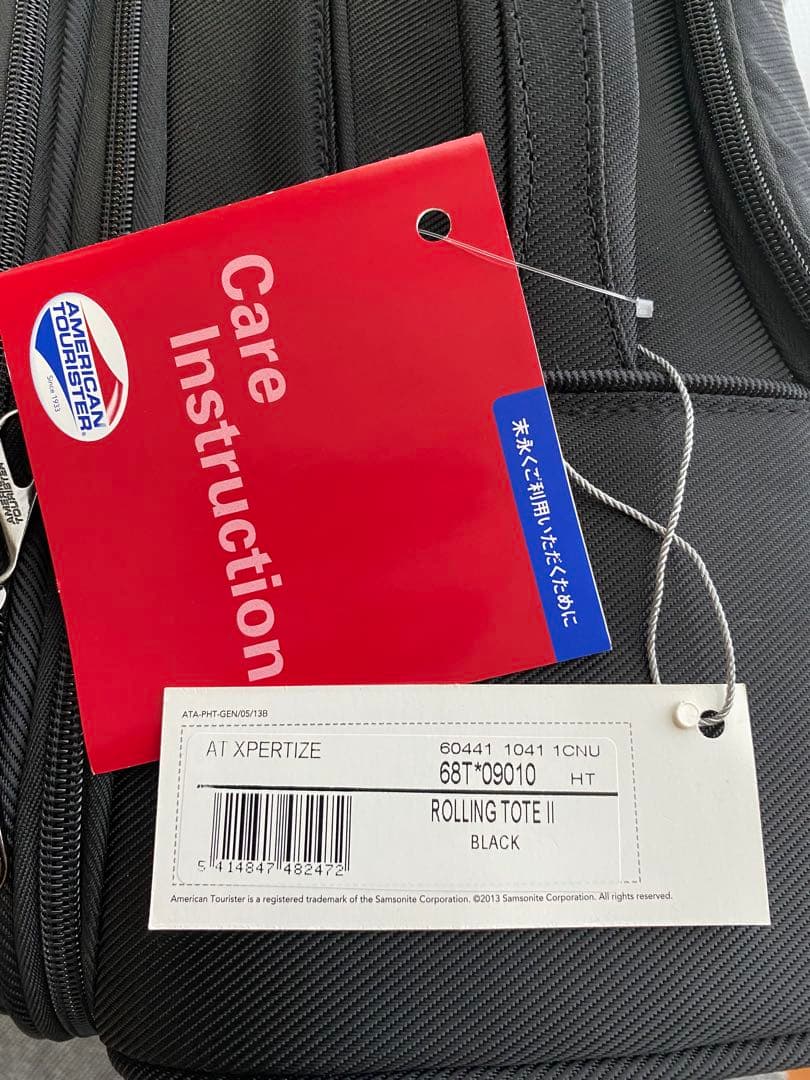 Care
Instruction
AMERICAN
TOURISTER®
Since 1933
末永くご利用いただくために
AMERICAN
TOURISTER
ATA-PHT-GEN/05/13B
AT XPERTIZE
60441 1041 1CNU
68T*09010 HT
ROLLING TOTE II
BLACK
5 414847 482472
American Tourister is a registered trademark of the Samsonite Corporation. ©2013 Samsonite Corporation. All rights reserved.